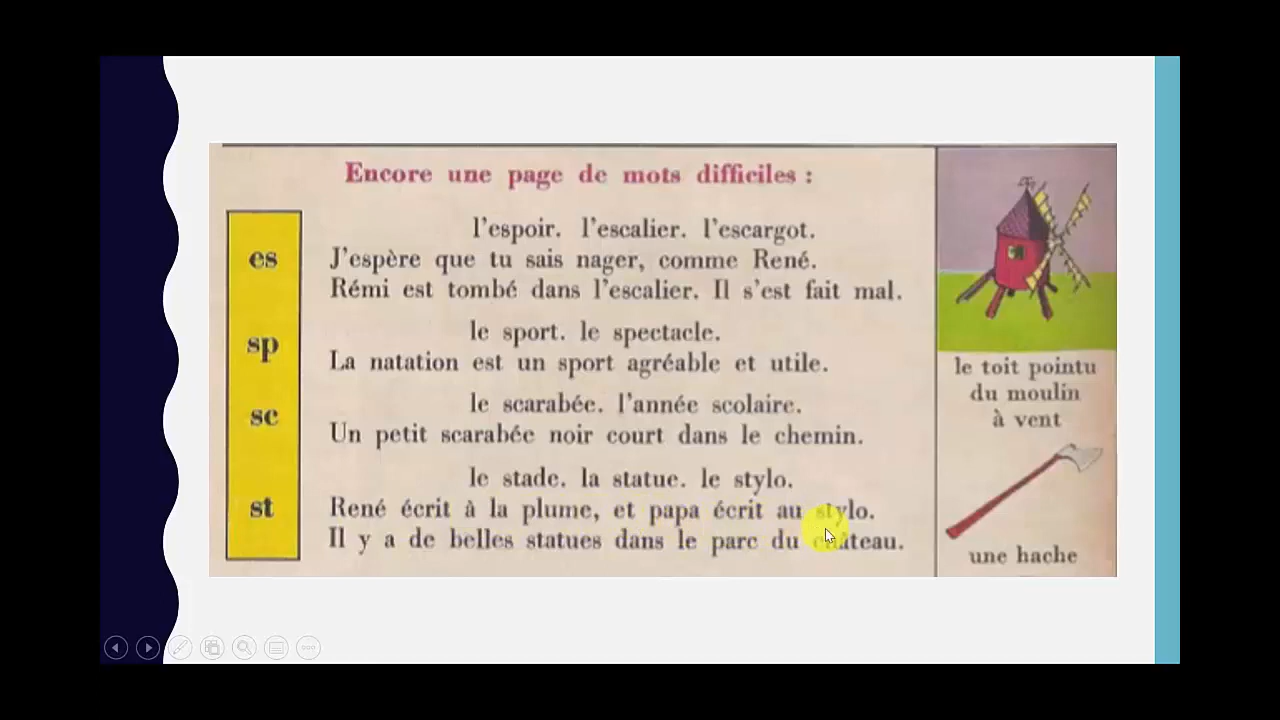 Encore une page de mots difficiles :
es
l'espoir. l'escalier. l'escargot.
J'espère que tu sais nager, comme René.
Rémi est tombé dans l'escalier. Il s'est fait mal.
sp
le sport. le spectacle.
La natation est un sport agréable et utile.
sc
le scarabée. l'année scolaire.
Un petit scarabée noir court dans le chemin.
st
le stade. la statue. le stylo.
René écrit à la plume, et papa écrit au stylo.
Il y a de belles statues dans le parc du château.
le toit pointu
du moulin
à vent
une hache